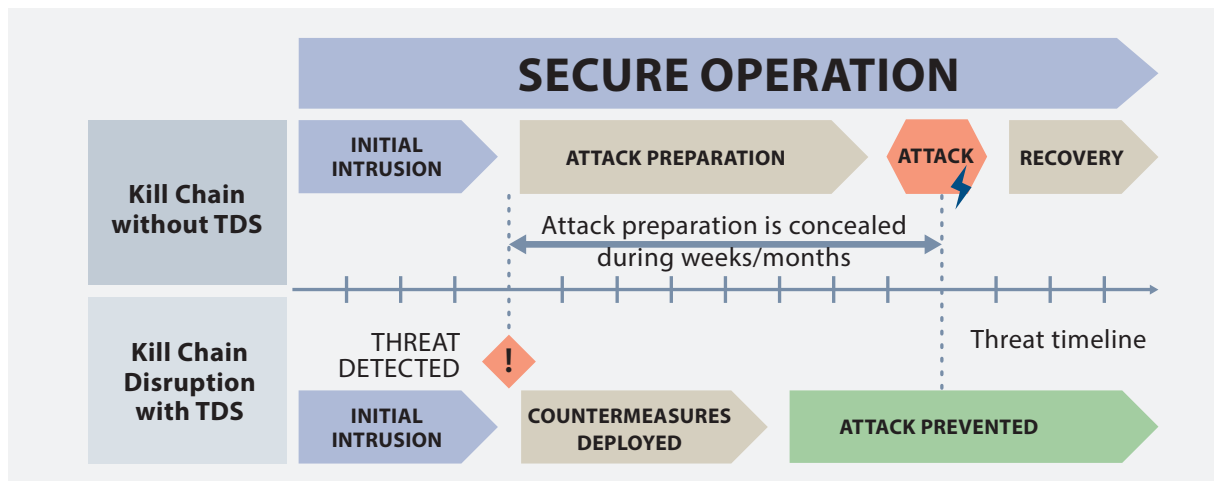 SECURE OPERATION
Kill Chain
without TDS
INITIAL
INTRUSION
ATTACK PREPARATION
ATTACK
RECOVERY
Attack preparation is concealed
during weeks/months
Kill Chain
Disruption
with TDS
THREAT
DETECTED
!
Threat timeline
INITIAL
INTRUSION
COUNTERMEASURES
DEPLOYED
ATTACK PREVENTED